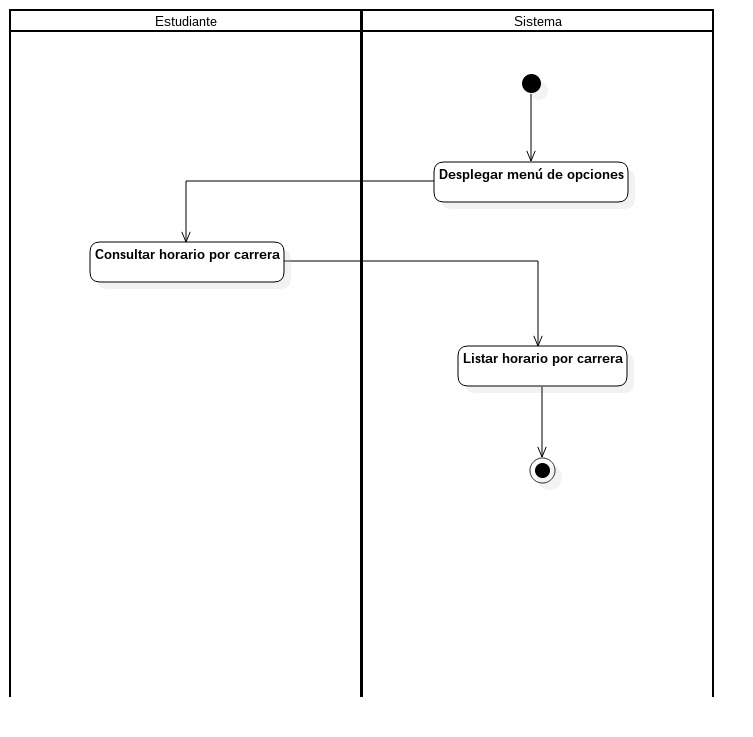 Estudiante
Sistema
Desplegar menú de opciones
Consultar horario por carrera
Listar horario por carrera